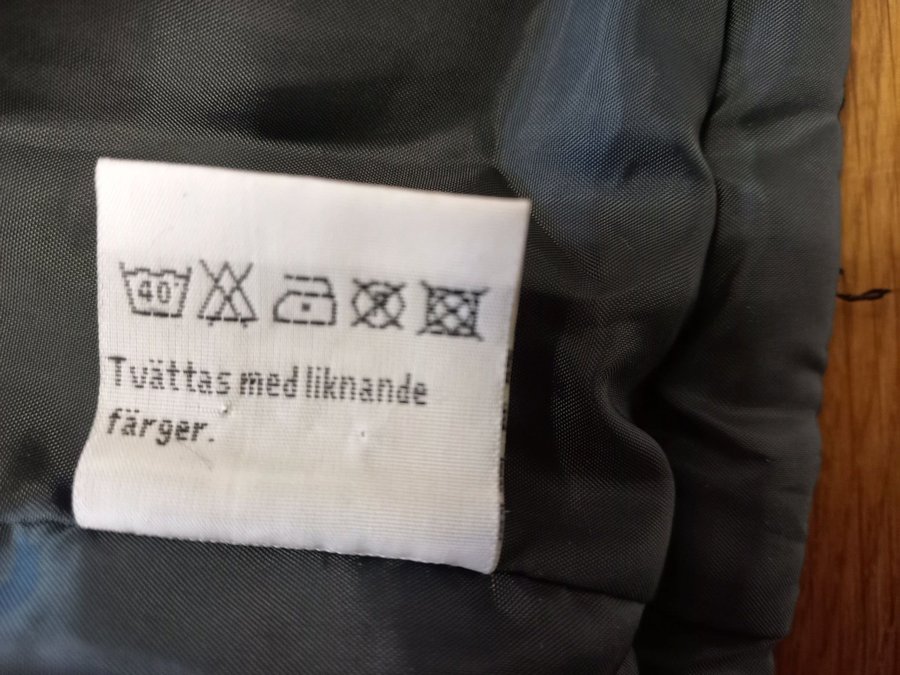 40°
Tvättas med liknande
färger.